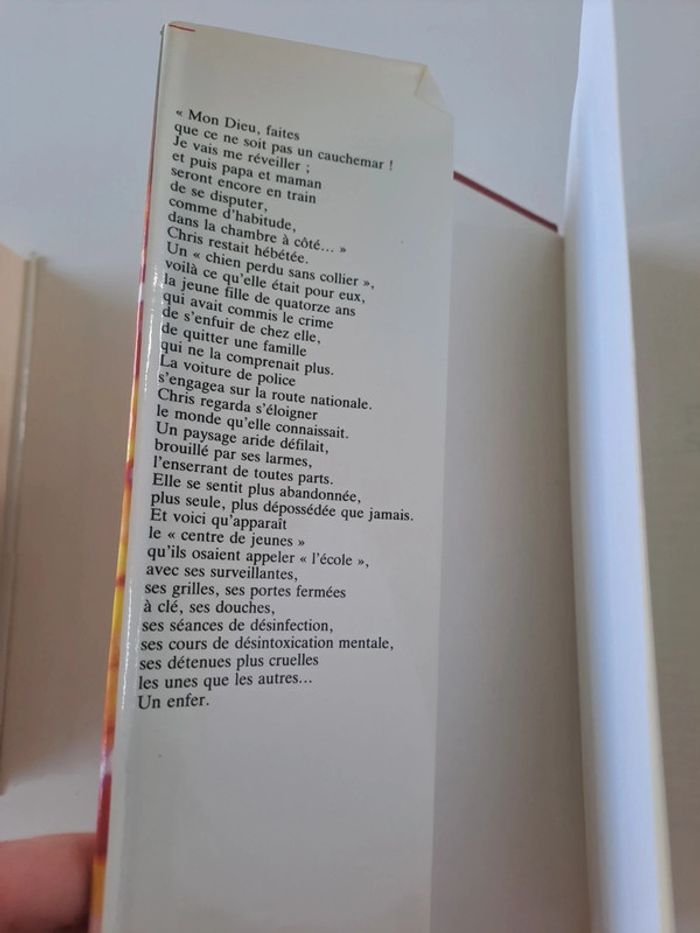 « Mon Dieu, faites
que ce ne soit pas un cauchemar !
Je vais me réveiller ;
et puis papa et maman
seront encore en train
de se disputer,
comme d'habitude,
dans la chambre à côté... »
Chris restait hébétée.
Un « chien perdu sans collier »,
voilà ce qu'elle était pour eux,
la jeune fille de quatorze ans
qui avait commis le crime
de s'enfuir de chez elle,
de quitter une famille
qui ne la comprenait plus.
La voiture de police
s'engagea sur la route nationale.
Chris regarda s'éloigner
le monde qu'elle connaissait.
Un paysage aride défilait,
brouillé par ses larmes,
l'enserrant de toutes parts.
Elle se sentit plus abandonnée,
plus seule, plus dépossédée que jamais.
Et voici qu'apparaît
le « centre de jeunes »
qu'ils osaient appeler « l'école »,
avec ses surveillantes,
ses grilles, ses portes fermées
à clé, ses douches,
ses séances de désinfection,
ses cours de désintoxication mentale,
ses détenues plus cruelles
les unes que les autres...
Un enfer.